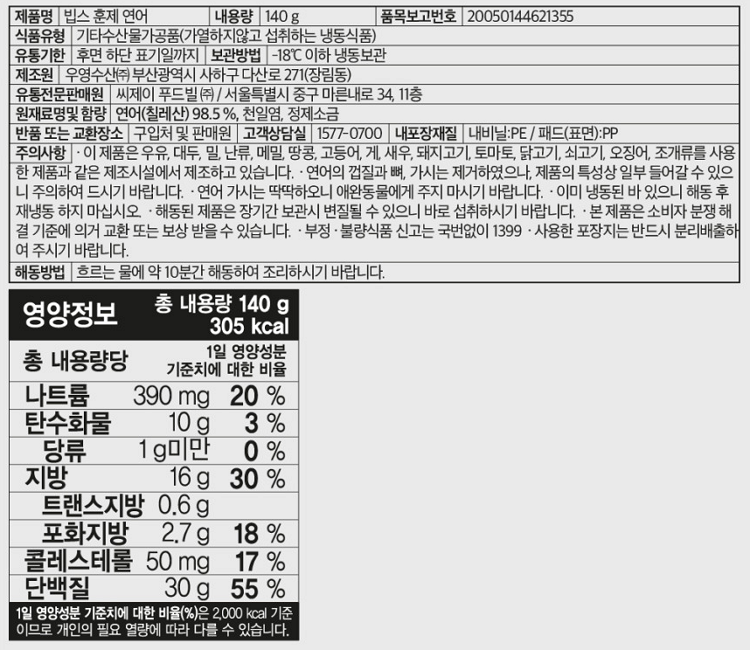 제품명 빕스 훈제 연어 내용량 140 g 품목보고번호 20050144621355
식품유형 기타수산물가공품(가열하지않고 섭취하는 냉동식품)
유통기한 후면 하단 표기일까지 보관방법 -18℃ 이하 냉동보관
제조원 우영수산㈜ 부산광역시 사하구 다산로 271(장림동)
유통전문판매원 씨제이 푸드빌 ㈜ / 서울특별시 중구 마른내로 34, 11층
원재료명 및 함량 연어(칠레산) 98.5 %, 천일염, 정제소금
반품 또는 교환장소 구입처 및 판매원 고객상담실 1577-0700 내포장재질 내비닐:PE / 패드(표면):PP
주의사항 · 이 제품은 우유, 대두, 밀, 난류, 메밀, 땅콩, 고등어, 게, 새우, 돼지고기, 토마토, 닭고기, 쇠고기, 오징어, 조개류를 사용
한 제품과 같은 제조시설에서 제조하고 있습니다. · 연어의 껍질과 뼈, 가시는 제거하였으나, 제품의 특성상 일부 들어갈 수 있으
니 주의하여 드시기 바랍니다. · 연어 가시는 딱딱하오니 애완동물에게 주지 마시기 바랍니다. · 이미 냉동된 바 있으니 해동 후
재냉동 하지 마십시오. · 해동된 제품은 장기간 보관시 변질될 수 있으니 바로 섭취하시기 바랍니다. · 본 제품은 소비자 분쟁 해
결 기준에 의거 교환 또는 보상 받을 수 있습니다. · 부정 · 불량식품 신고는 국번없이 1399 · 사용한 포장지는 반드시 분리배출하
여 주시기 바랍니다.
해동방법 흐르는 물에 약 10분간 해동하여 조리하시기 바랍니다.
영양정보 총 내용량 140 g
305 kcal
총 내용량당 1일 영양성분
기준치에 대한 비율
나트륨 390 mg 20 %
탄수화물 10 g 3 %
당류 1 g미만 0 %
지방 16 g 30 %
트랜스지방 0.6 g
포화지방 2.7 g 18 %
콜레스테롤 50 mg 17 %
단백질 30 g 55 %
1일 영양성분 기준치에 대한 비율(%)은 2,000 kcal 기준
이므로 개인의 필요 열량에 따라 다를 수 있습니다.